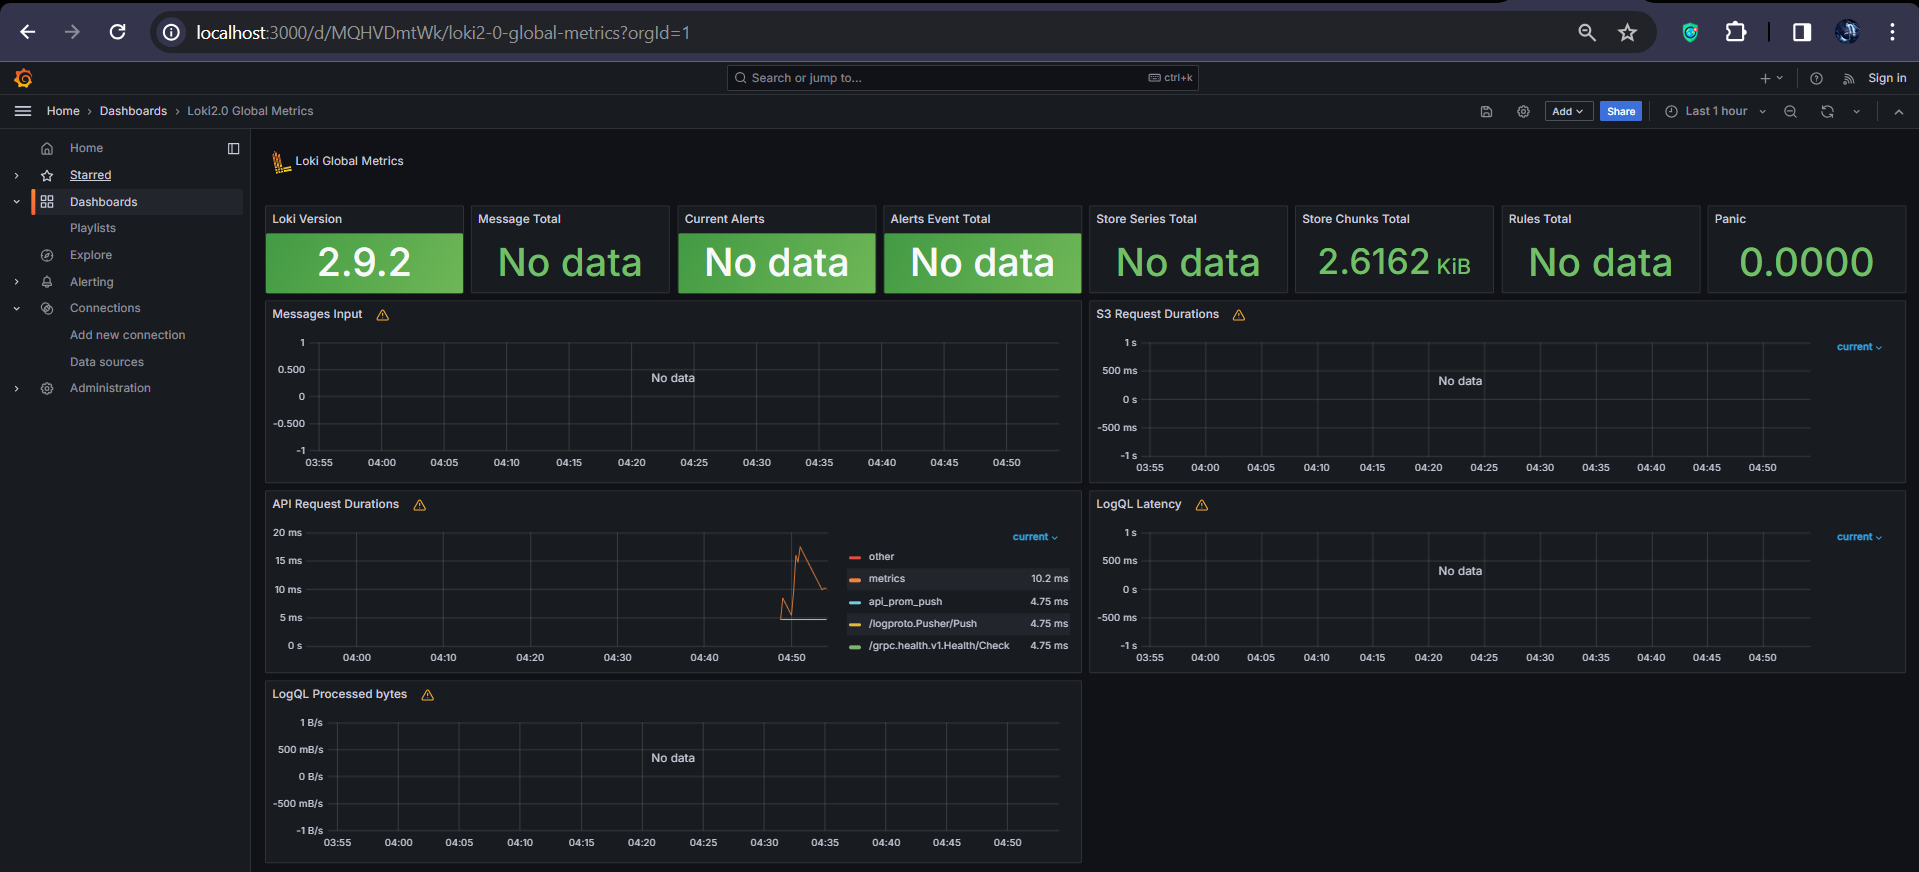 localhost:3000/d/MQHVDmtWk/loki2-0-global-metrics?orgId=1
Search or jump to... ctrl+k
Sign in
Home › Dashboards › Loki2.0 Global Metrics
Add
Share
Last 1 hour
Home
Starred
Dashboards
Playlists
Explore
Alerting
Connections
Add new connection
Data sources
Administration
Loki Global Metrics
Loki Version
2.9.2
Message Total
No data
Current Alerts
No data
Alerts Event Total
No data
Store Series Total
No data
Store Chunks Total
2.6162 KiB
Rules Total
No data
Panic
0.0000
Messages Input
1
0.500
0
-0.500
-1
No data
03:55 04:00 04:05 04:10 04:15 04:20 04:25 04:30 04:35 04:40 04:45 04:50
S3 Request Durations
1 s
500 ms
0 s
-500 ms
-1 s
No data
current
03:55 04:00 04:05 04:10 04:15 04:20 04:25 04:30 04:35 04:40 04:45 04:50
API Request Durations
20 ms
15 ms
10 ms
5 ms
0 s
04:00 04:10 04:20 04:30 04:40 04:50
current
other
metrics 10.2 ms
api_prom_push 4.75 ms
/logproto.Pusher/Push 4.75 ms
/grpc.health.v1.Health/Check 4.75 ms
LogQL Latency
1 s
500 ms
0 s
-500 ms
-1 s
No data
current
03:55 04:00 04:05 04:10 04:15 04:20 04:25 04:30 04:35 04:40 04:45 04:50
LogQL Processed bytes
1 B/s
500 mB/s
0 B/s
-500 mB/s
-1 B/s
No data
03:55 04:00 04:05 04:10 04:15 04:20 04:25 04:30 04:35 04:40 04:45 04:50